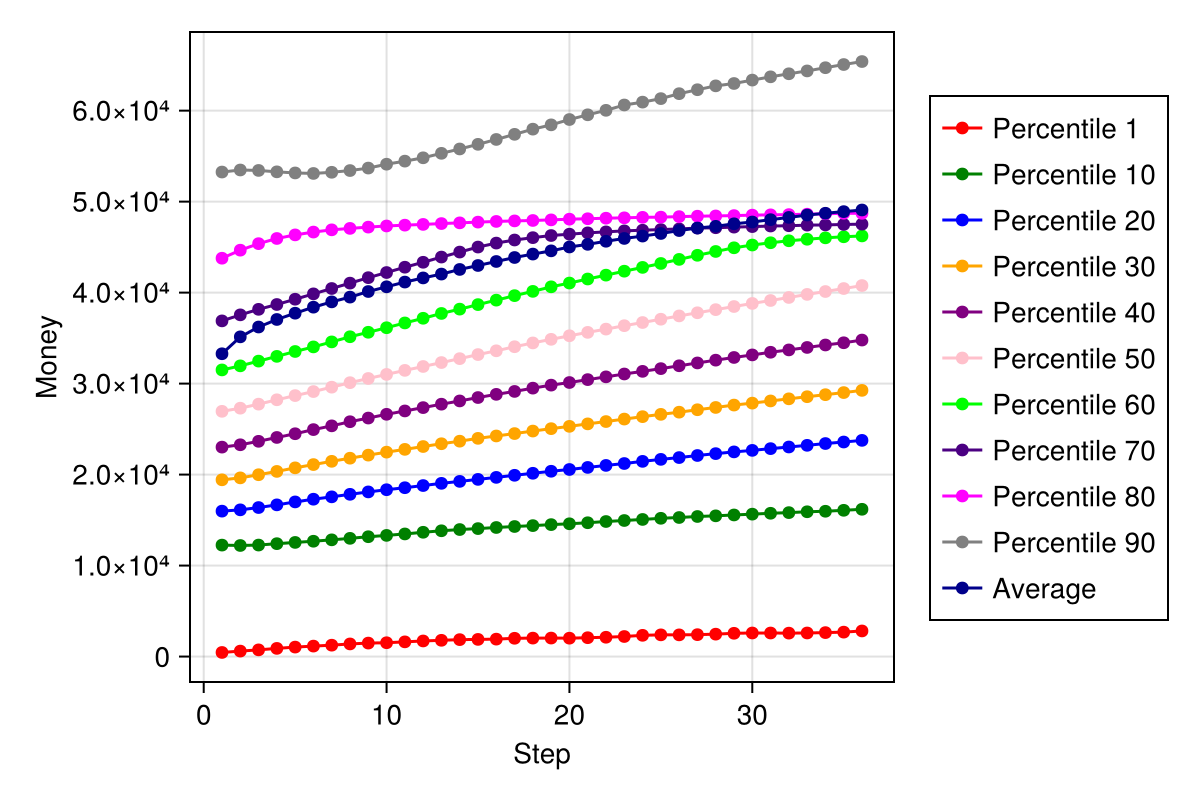 Money
6.0×10⁴
5.0×10⁴
4.0×10⁴
3.0×10⁴
2.0×10⁴
1.0×10⁴
0
0 10 20 30
Step
Percentile 1
Percentile 10
Percentile 20
Percentile 30
Percentile 40
Percentile 50
Percentile 60
Percentile 70
Percentile 80
Percentile 90
Average